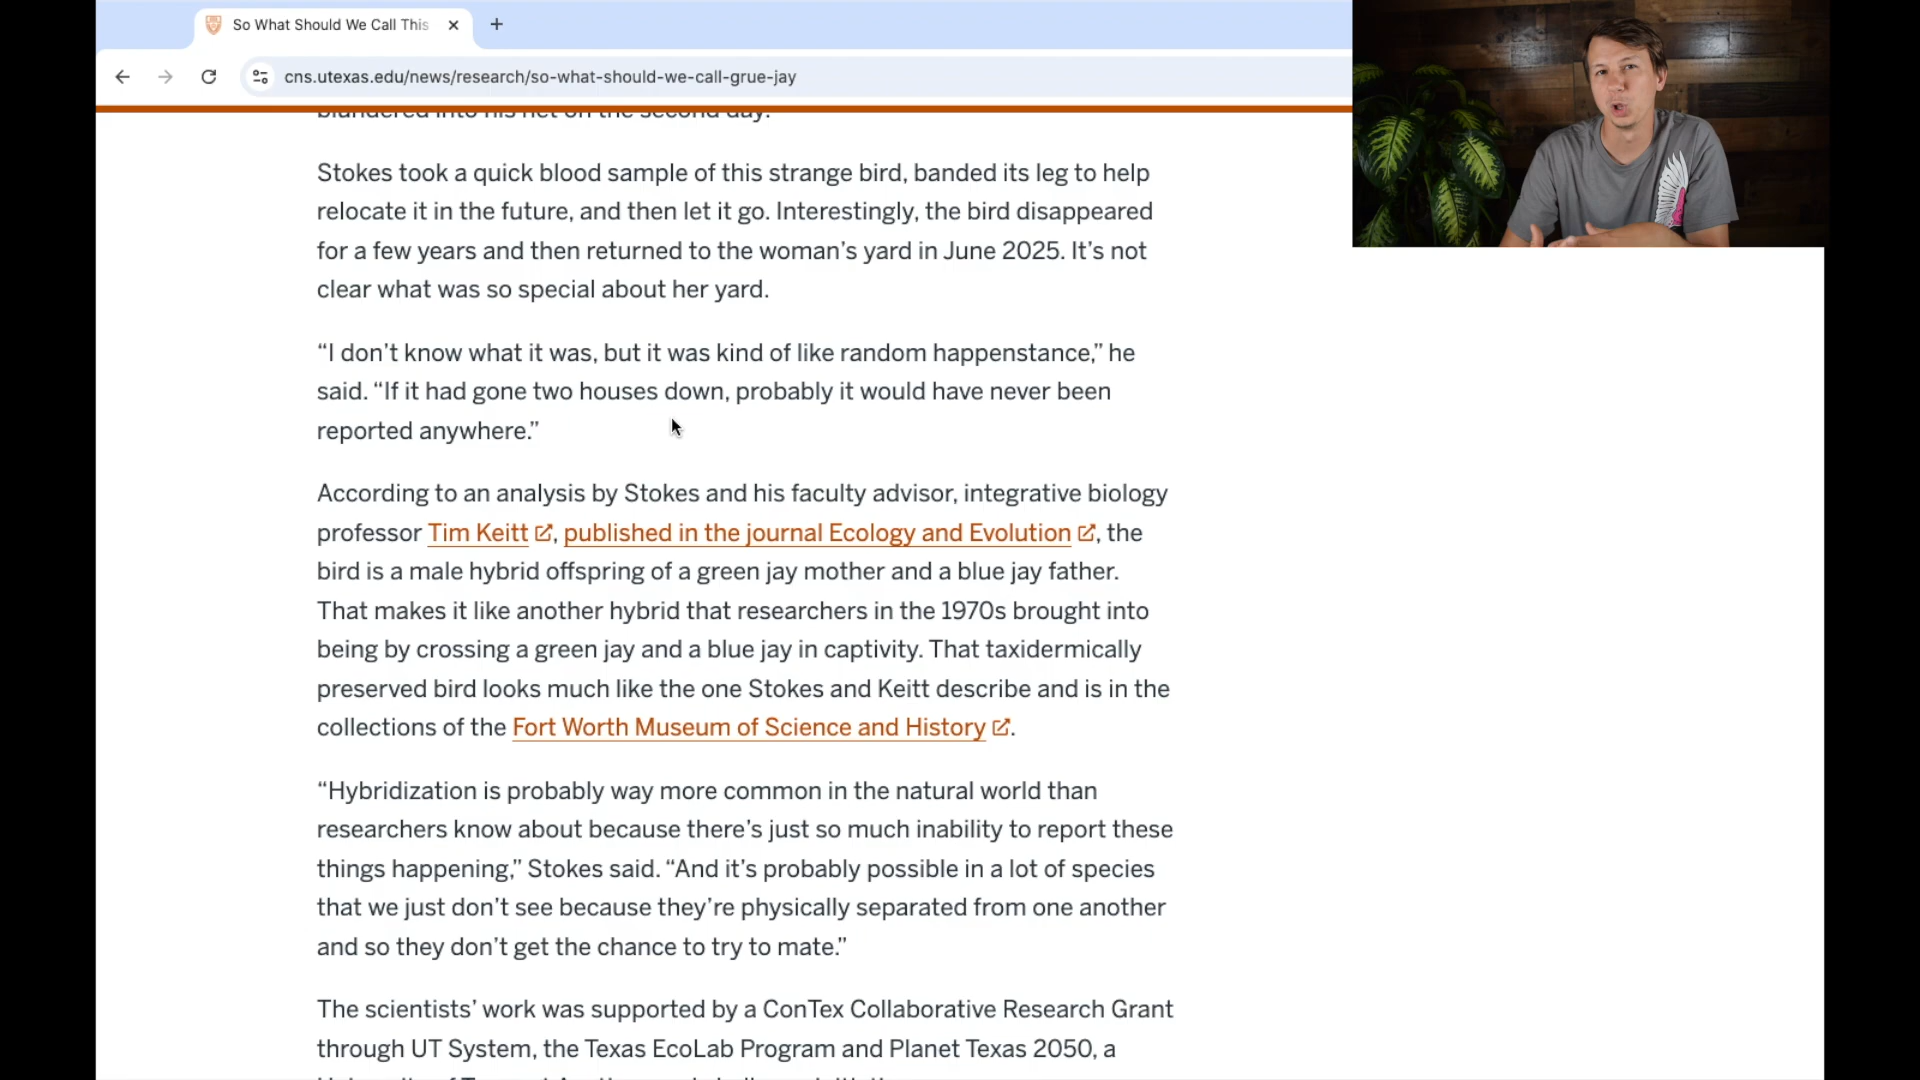 So What Should We Call This
cns.utexas.edu/news/research/so-what-should-we-call-grue-jay
blundered into his net on the second day.
Stokes took a quick blood sample of this strange bird, banded its leg to help
relocate it in the future, and then let it go. Interestingly, the bird disappeared
for a few years and then returned to the woman’s yard in June 2025. It’s not
clear what was so special about her yard.
“I don’t know what it was, but it was kind of like random happenstance,” he
said. “If it had gone two houses down, probably it would have never been
reported anywhere.”
According to an analysis by Stokes and his faculty advisor, integrative biology
professor Tim Keitt, published in the journal Ecology and Evolution, the
bird is a male hybrid offspring of a green jay mother and a blue jay father.
That makes it like another hybrid that researchers in the 1970s brought into
being by crossing a green jay and a blue jay in captivity. That taxidermically
preserved bird looks much like the one Stokes and Keitt describe and is in the
collections of the Fort Worth Museum of Science and History.
“Hybridization is probably way more common in the natural world than
researchers know about because there’s just so much inability to report these
things happening,” Stokes said. “And it’s probably possible in a lot of species
that we just don’t see because they’re physically separated from one another
and so they don’t get the chance to try to mate.”
The scientists’ work was supported by a ConTex Collaborative Research Grant
through UT System, the Texas EcoLab Program and Planet Texas 2050, a